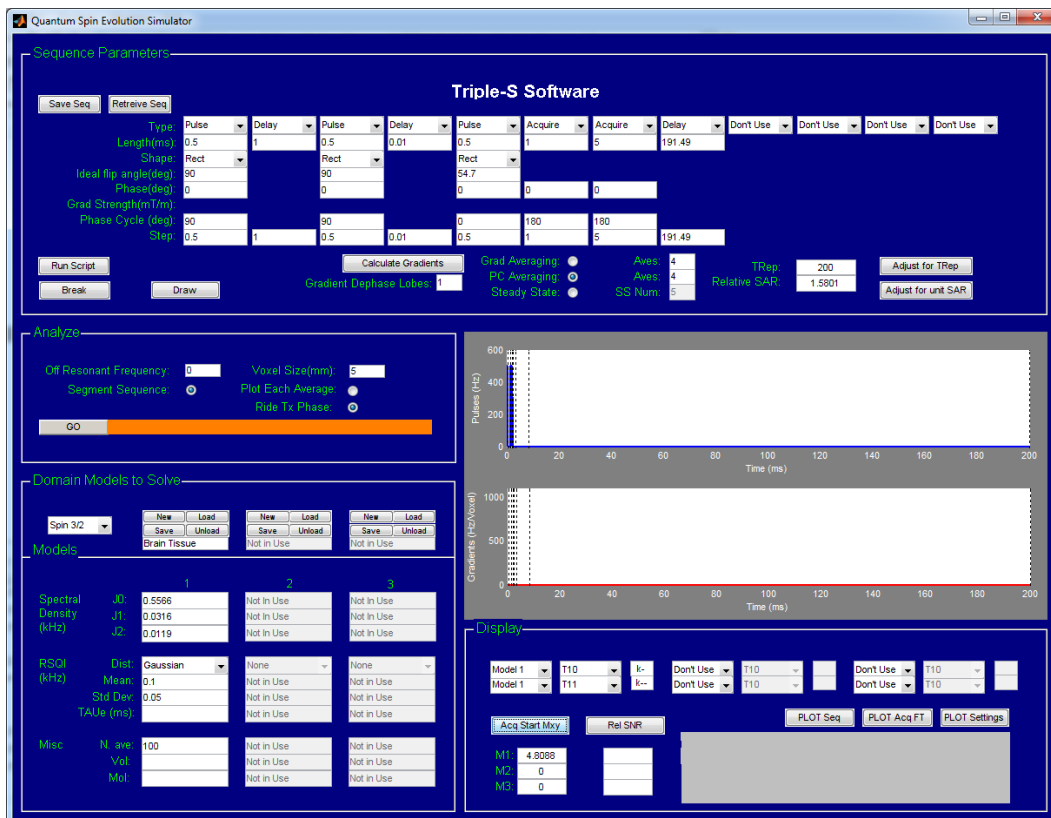 Quantum Spin Evolution Simulator
Sequence Parameters
Triple-S Software
Save Seq Retreive Seq
Type: Pulse Delay Pulse Delay Pulse Acquire Acquire Delay Don't Use Don't Use Don't Use Don't Use
Length(ms): 0.5 1 0.5 0.01 0.5 1 5 191.49
Shape: Rect Rect Rect
Ideal flip angle(deg): 90 90 54.7
Phase(deg): 0 0 0 0 0
Grad Strength(mT/m):
Phase Cycle (deg): 90 90 0 180 180
Step: 0.5 1 0.5 0.01 0.5 1 5 191.49
Run Script
Break
Draw
Calculate Gradients
Gradient Dephase Lobes: 1
Grad Averaging: Aves: 4
PC Averaging: Aves: 4
Steady State: SS Num: 5
TRep: 200
Relative SAR: 1.5801
Adjust for TRep
Adjust for unit SAR
Analyze
Off Resonant Frequency: 0 Voxel Size(mm): 5
Segment Sequence: Plot Each Average:
Ride Tx Phase:
GO
600
400
200
0
Pulses (Hz)
0 20 40 60 80 100 120 140 160 180 200
Time (ms)
1000
500
0
Gradients (Hz/Voxel)
0 20 40 60 80 100 120 140 160 180 200
Time (ms)
Domain Models to Solve
Spin 3/2
New Load New Load New Load
Save Unload Save Unload Save Unload
Brain Tissue Not in Use Not in Use
Models
1 2 3
Spectral Density (kHz)
J0: 0.5566 Not In Use Not In Use
J1: 0.0316 Not in Use Not in Use
J2: 0.0119 Not in Use Not in Use
RSQI (kHz)
Dist: Gaussian None None
Mean: 0.1 Not in Use Not in Use
Std Dev: 0.05 Not in Use Not in Use
TAUe (ms): Not in Use Not in Use
Misc N. ave: 100 Not in Use Not in Use
Vol: Not in Use Not in Use
Mol: Not in Use Not in Use
Display
Model 1 T10 k- Don't Use T10 Don't Use T10
Model 1 T11 k-- Don't Use T10 Don't Use T10
Acq Start Mxy Rel SNR
PLOT Seq PLOT Acq FT PLOT Settings
M1: 4.8088
M2: 0
M3: 0